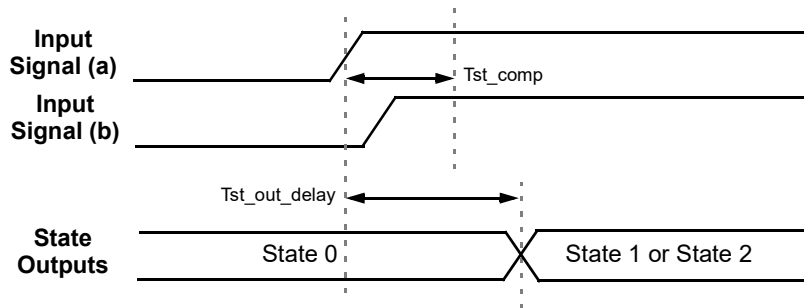 Input
Signal (a)
Tst_comp
Input
Signal (b)
Tst_out_delay
State
Outputs
State 0
State 1 or State 2